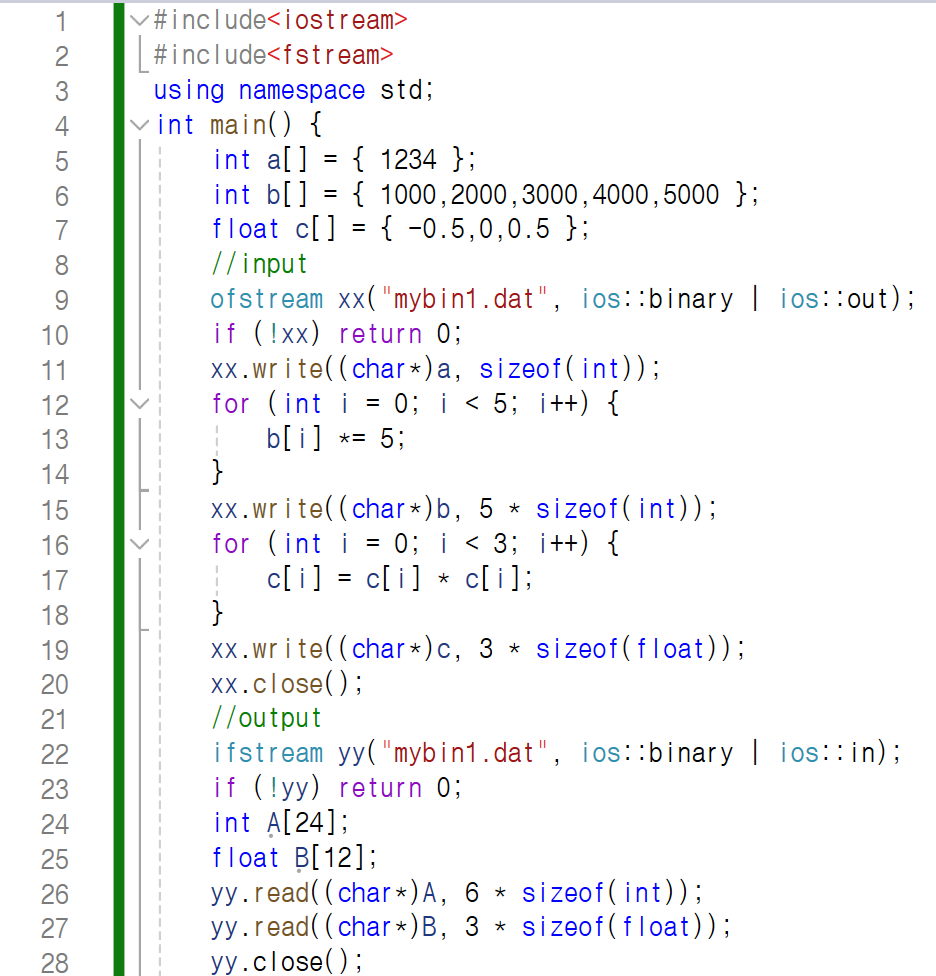 1 #include<iostream>
2 #include<fstream>
3 using namespace std;
4 int main() {
5 int a[] = { 1234 };
6 int b[] = { 1000,2000,3000,4000,5000 };
7 float c[] = { -0.5,0,0.5 };
8 //input
9 ofstream xx("mybin1.dat", ios::binary | ios::out);
10 if (!xx) return 0;
11 xx.write((char*)a, sizeof(int));
12 for (int i = 0; i < 5; i++) {
13 b[i] *= 5;
14 }
15 xx.write((char*)b, 5 * sizeof(int));
16 for (int i = 0; i < 3; i++) {
17 c[i] = c[i] * c[i];
18 }
19 xx.write((char*)c, 3 * sizeof(float));
20 xx.close();
21 //output
22 ifstream yy("mybin1.dat", ios::binary | ios::in);
23 if (!yy) return 0;
24 int A[24];
25 float B[12];
26 yy.read((char*)A, 6 * sizeof(int));
27 yy.read((char*)B, 3 * sizeof(float));
28 yy.close();